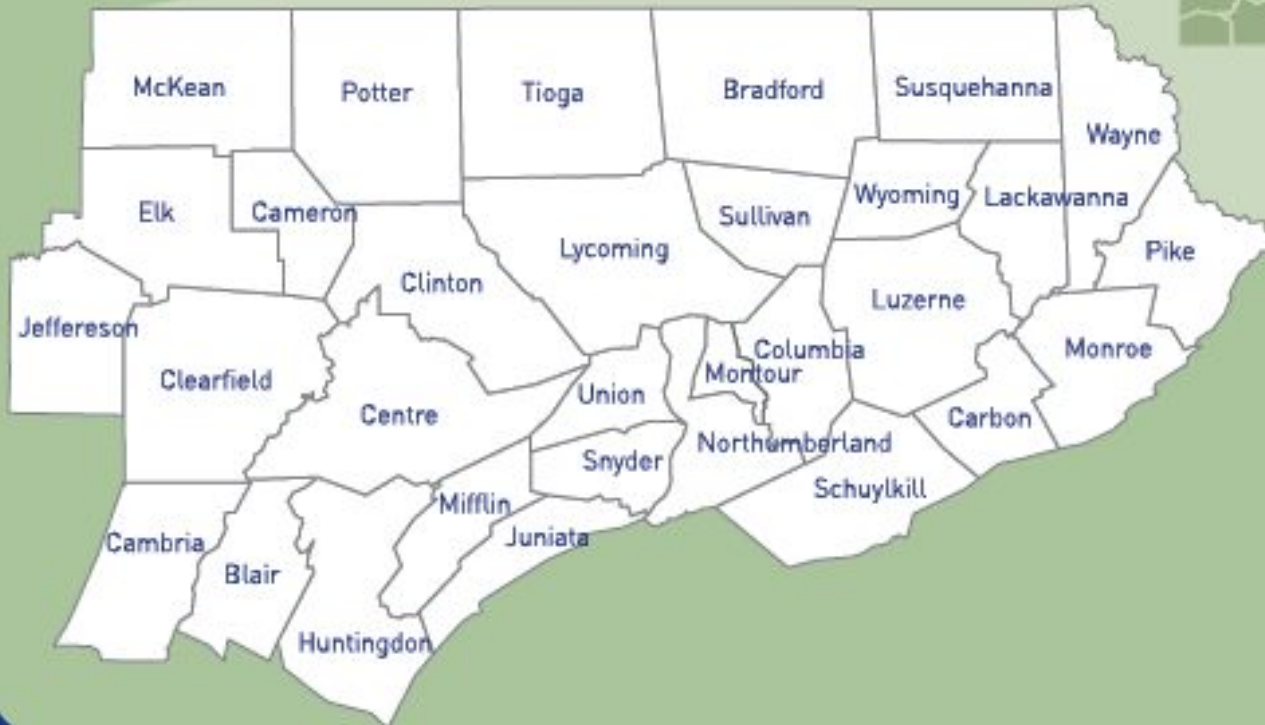 McKean
Potter
Tioga
Bradford
Susquehanna
Wayne
Elk
Cameron
Lycoming
Sullivan
Wyoming
Lackawanna
Pike
Clinton
Luzerne
Jeffereson
Clearfield
Centre
Union
Montour
Columbia
Monroe
Carbon
Snyder
Northumberland
Schuylkill
Mifflin
Juniata
Cambria
Blair
Huntingdon